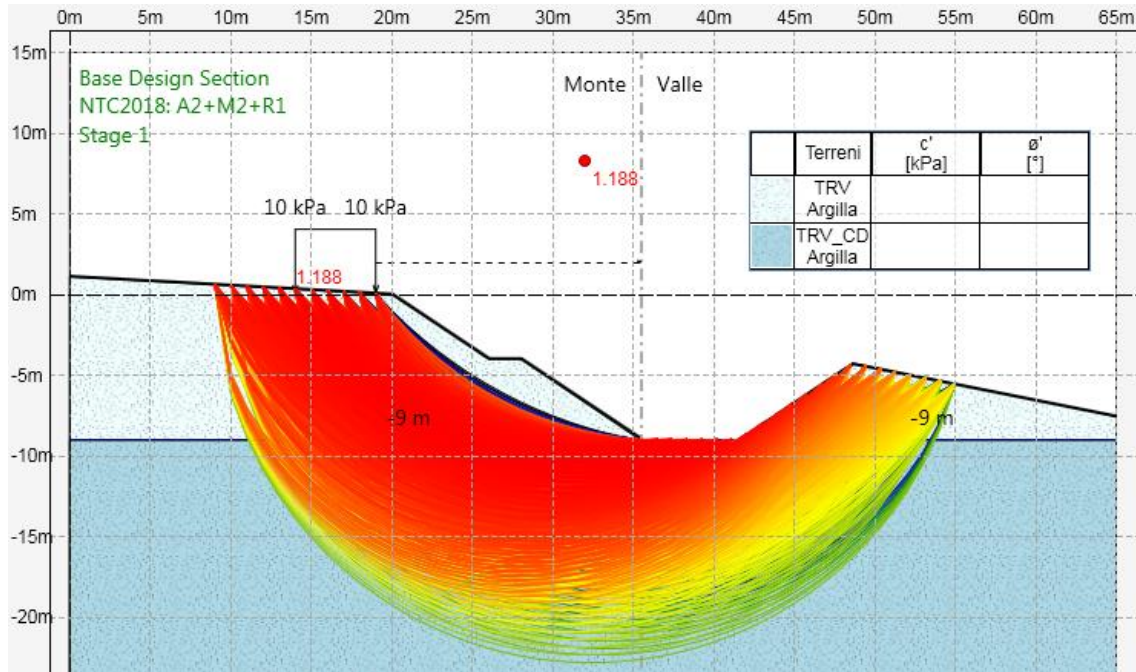 0m 5m 10m 15m 20m 25m 30m 35m 40m 45m 50m 55m 60m 65m
15m
Base Design Section
NTC2018: A2+M2+R1
Stage 1
Monte Valle
10m
Terreni c' [kPa] ø' [°]
TRV Argilla
TRV_CD Argilla
1.188
5m
10 kPa 10 kPa
1.188
0m
-5m
-9 m -9 m
-10m
-15m
-20m